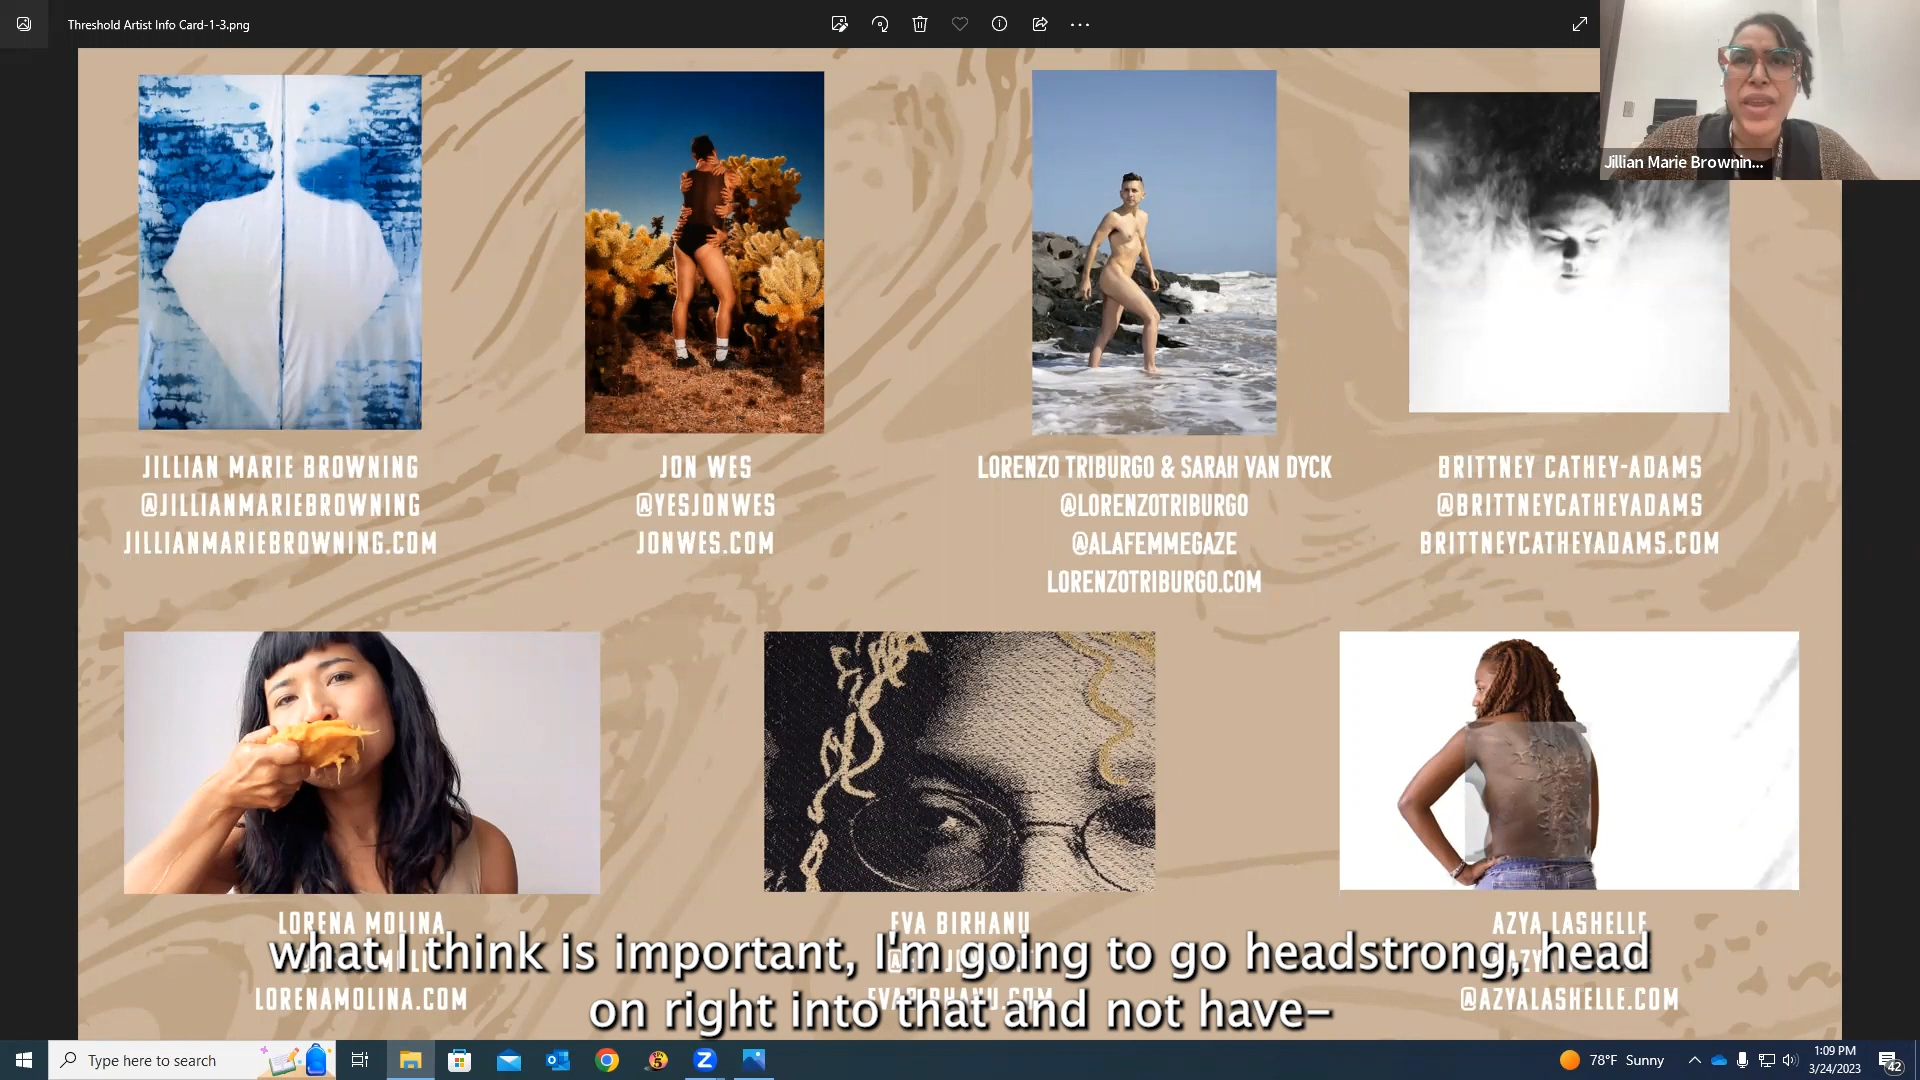 Threshold Artist Info Card-1-3.png
Jillian Marie Brownin...
JILLIAN MARIE BROWNING
@JILLIANMARIEBROWNING
JILLIANMARIEBROWNING.COM
JON WES
@YESJONWES
JONWES.COM
LORENZO TRIBURGO & SARAH VAN DYCK
@LORENZOTRIBURGO
@ALAFEMMEGAZE
LORENZOTRIBURGO.COM
BRITTNEY CATHEY-ADAMS
@BRITTNEYCATHEYADAMS
BRITTNEYCATHEYADAMS.COM
LORENA MOLINA
LORENAMOLINA.COM
EVA BIRHANU
EVABIRHANU.COM
AZYA LASHELLE
@AZYALASHELLE.COM
what I think is important, I'm going to go headstrong, head
on right into that and not have–
Type here to search
78°F Sunny
1:09 PM
3/24/2023
42